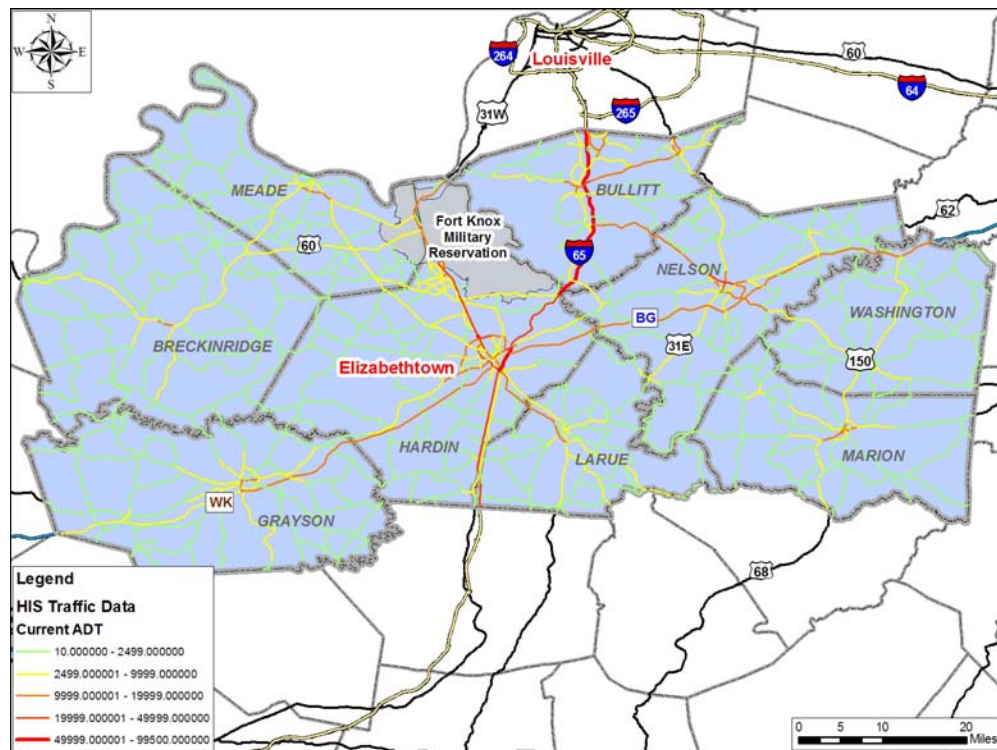 N
W E
S
264
Louisville
60
64
31W
265
MEADE
BULLITT
Fort Knox
Military
Reservation
62
60
65
NELSON
WASHINGTON
BG
BRECKINRIDGE
31E
150
Elizabethtown
HARDIN
LARUE
MARION
WK
GRAYSON
68
Legend
HIS Traffic Data
Current ADT
10.000000 - 2499.000000
2499.000001 - 9999.000000
9999.000001 - 19999.000000
19999.000001 - 49999.000000
49999.000001 - 99500.000000
0 5 10 20
Miles